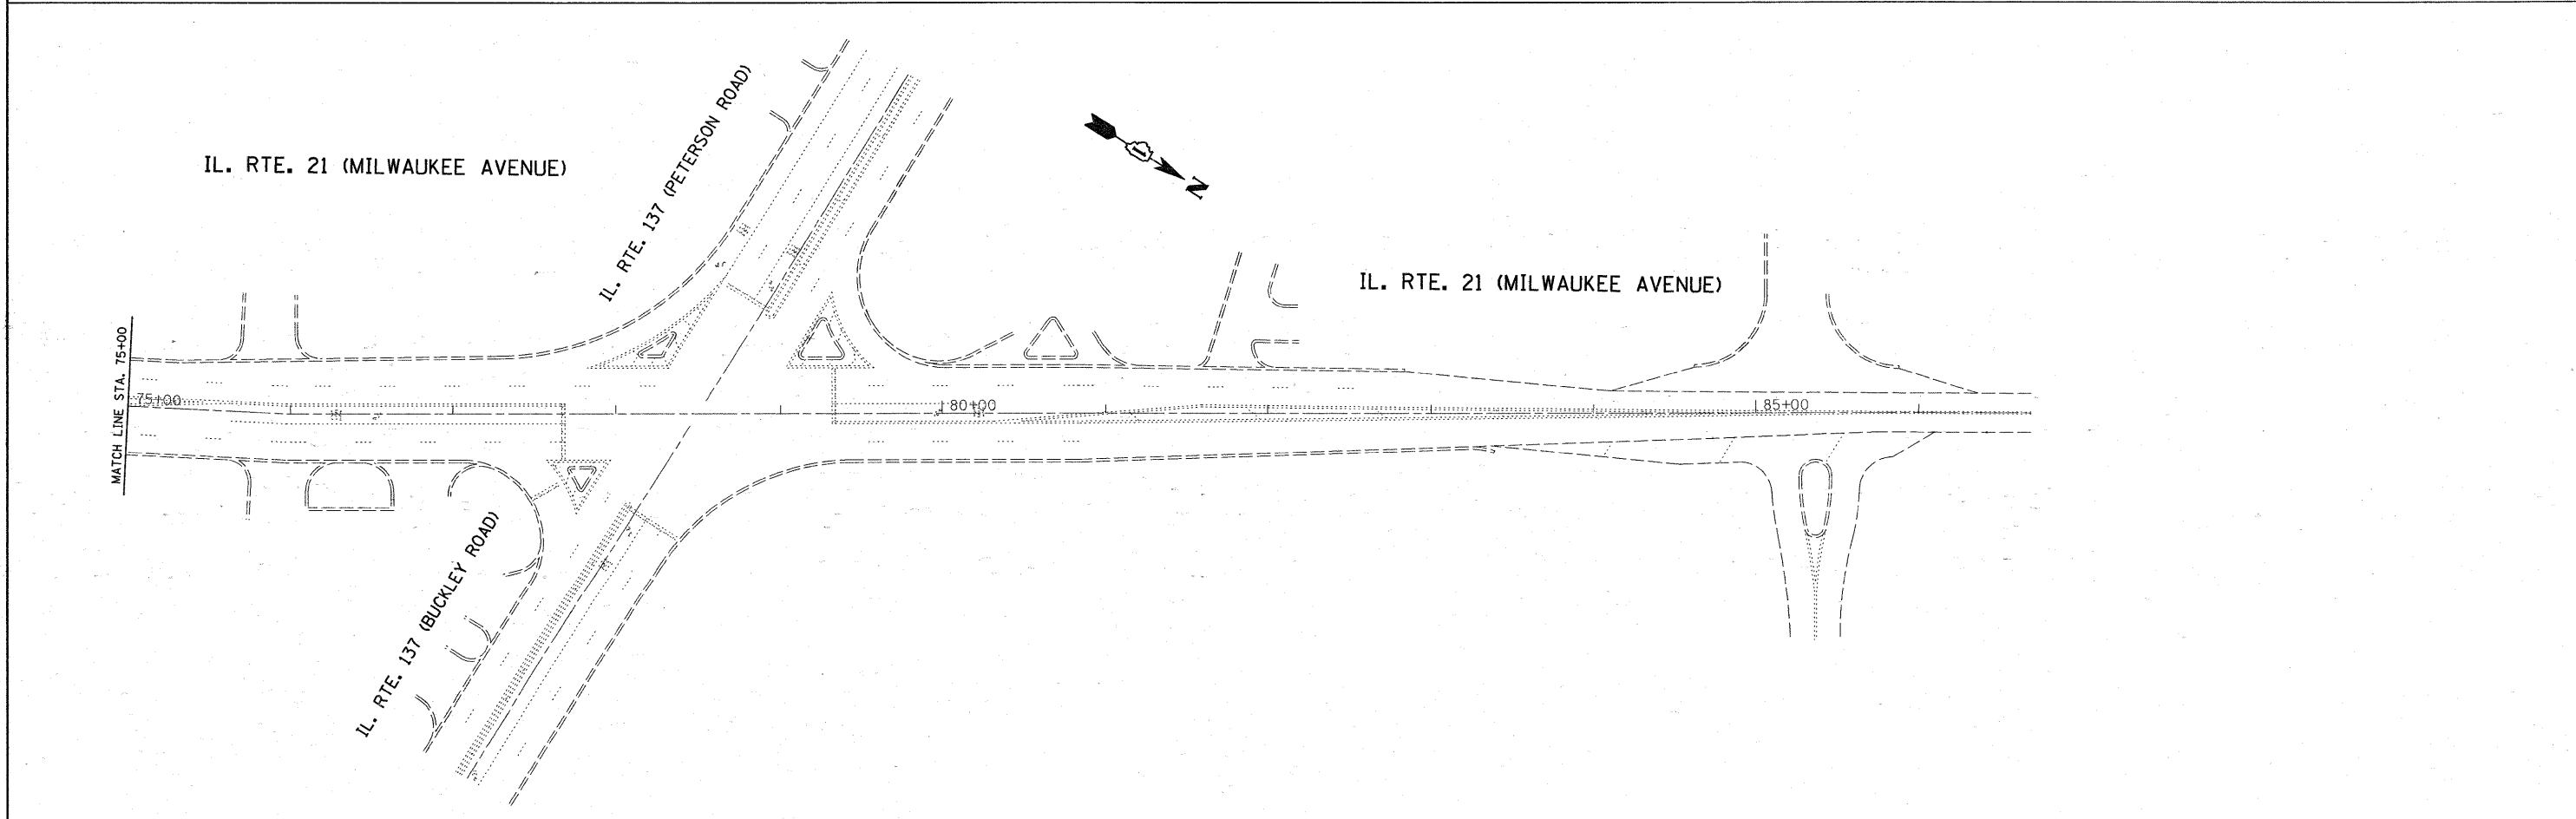 IL. RTE. 21 (MILWAUKEE AVENUE)
IL. RTE. 137 (PETERSON ROAD)
N
IL. RTE. 21 (MILWAUKEE AVENUE)
MATCH LINE STA. 75+00
75+00
80+00
85+00
IL. RTE. 137 (BUCKLEY ROAD)